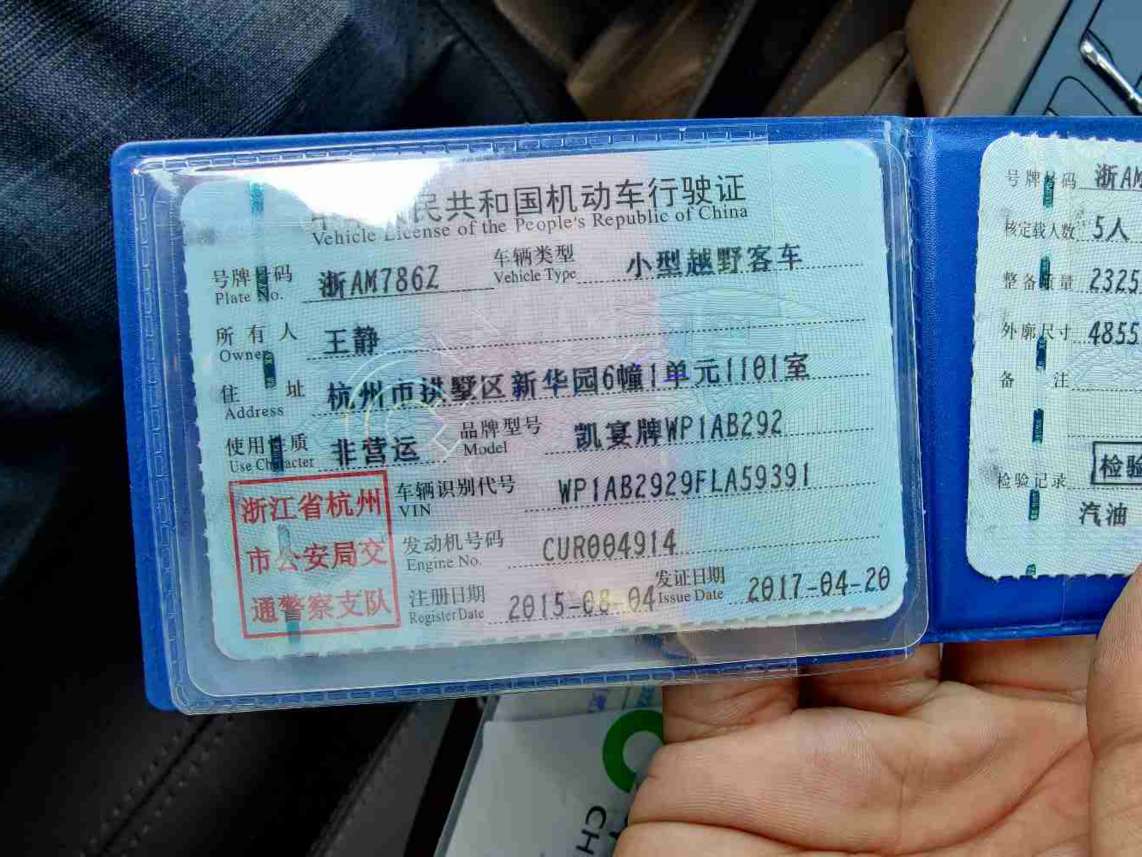 民共和国机动车行驶证
Vehicle License of the People's Republic of China
号牌号码 浙AM786Z 车辆类型 小型越野客车
Plate No. Vehicle Type
所有人 王静
Owner
住址 杭州市拱墅区新华园6幢1单元1101室
Address
使用性质 非营运 品牌型号 凯宴牌WP1AB292
Use Character Model
浙江省杭州
市公安局交
通警察支队
车辆识别代号 WP1AB2929FLA59391
VIN
发动机号码 CUR004914
Engine No.
注册日期 2015-08-04 发证日期 2017-04-20
Register Date Issue Date
号牌号码 浙AM
核定载人数 5人
整备质量 2325
外廓尺寸 4855
备注
检验记录 检验
汽油
CH